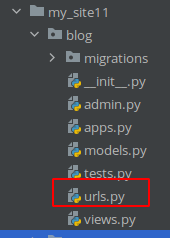 my_site11
blog
migrations
__init__.py
admin.py
apps.py
models.py
tests.py
urls.py
views.py